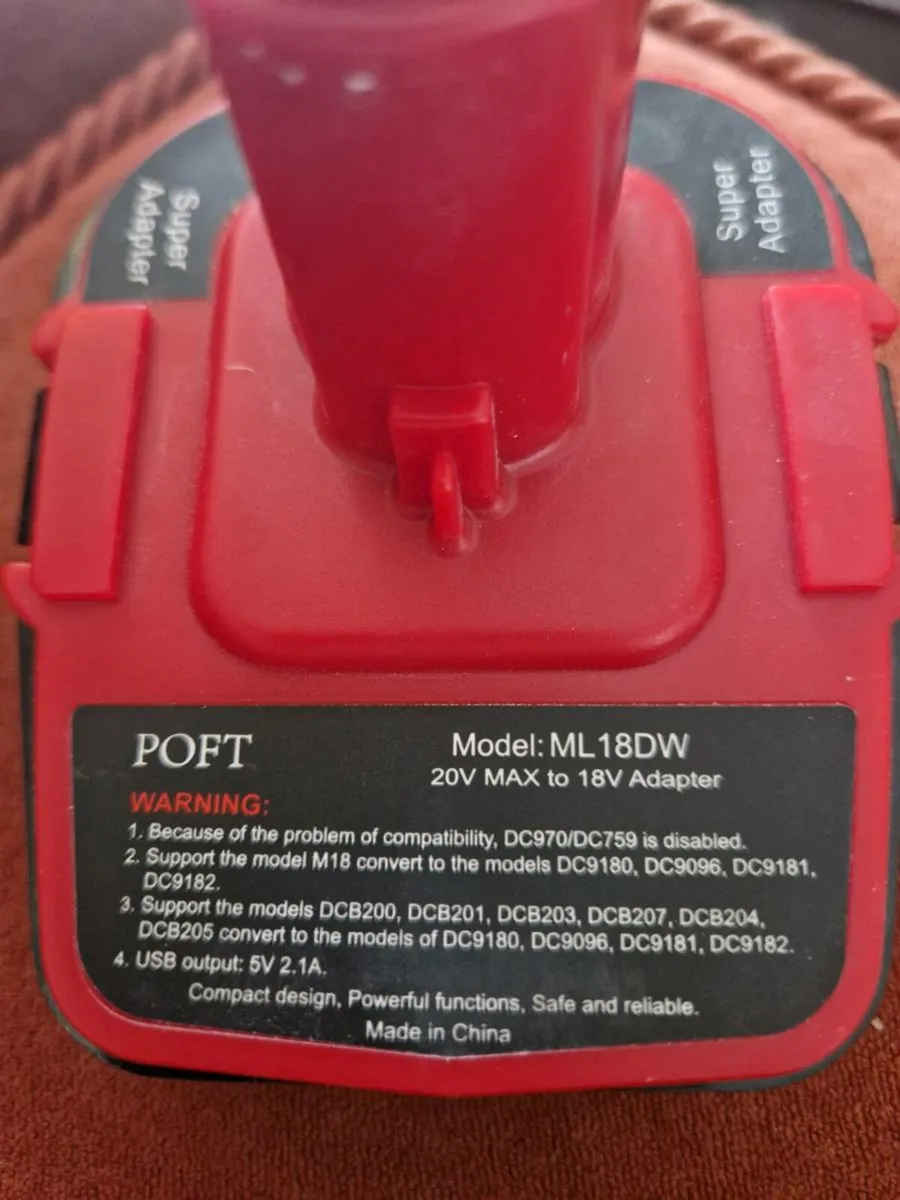 Super
Adapter
Super
Adapter
POFT
Model: ML18DW
20V MAX to 18V Adapter
WARNING:
1. Because of the problem of compatibility, DC970/DC759 is disabled.
2. Support the model M18 convert to the models DC9180, DC9096, DC9181,
DC9182.
3. Support the models DCB200, DCB201, DCB203, DCB207, DCB204,
DCB205 convert to the models of DC9180, DC9096, DC9181, DC9182.
4. USB output: 5V 2.1A.
Compact design, Powerful functions, Safe and reliable.
Made in China